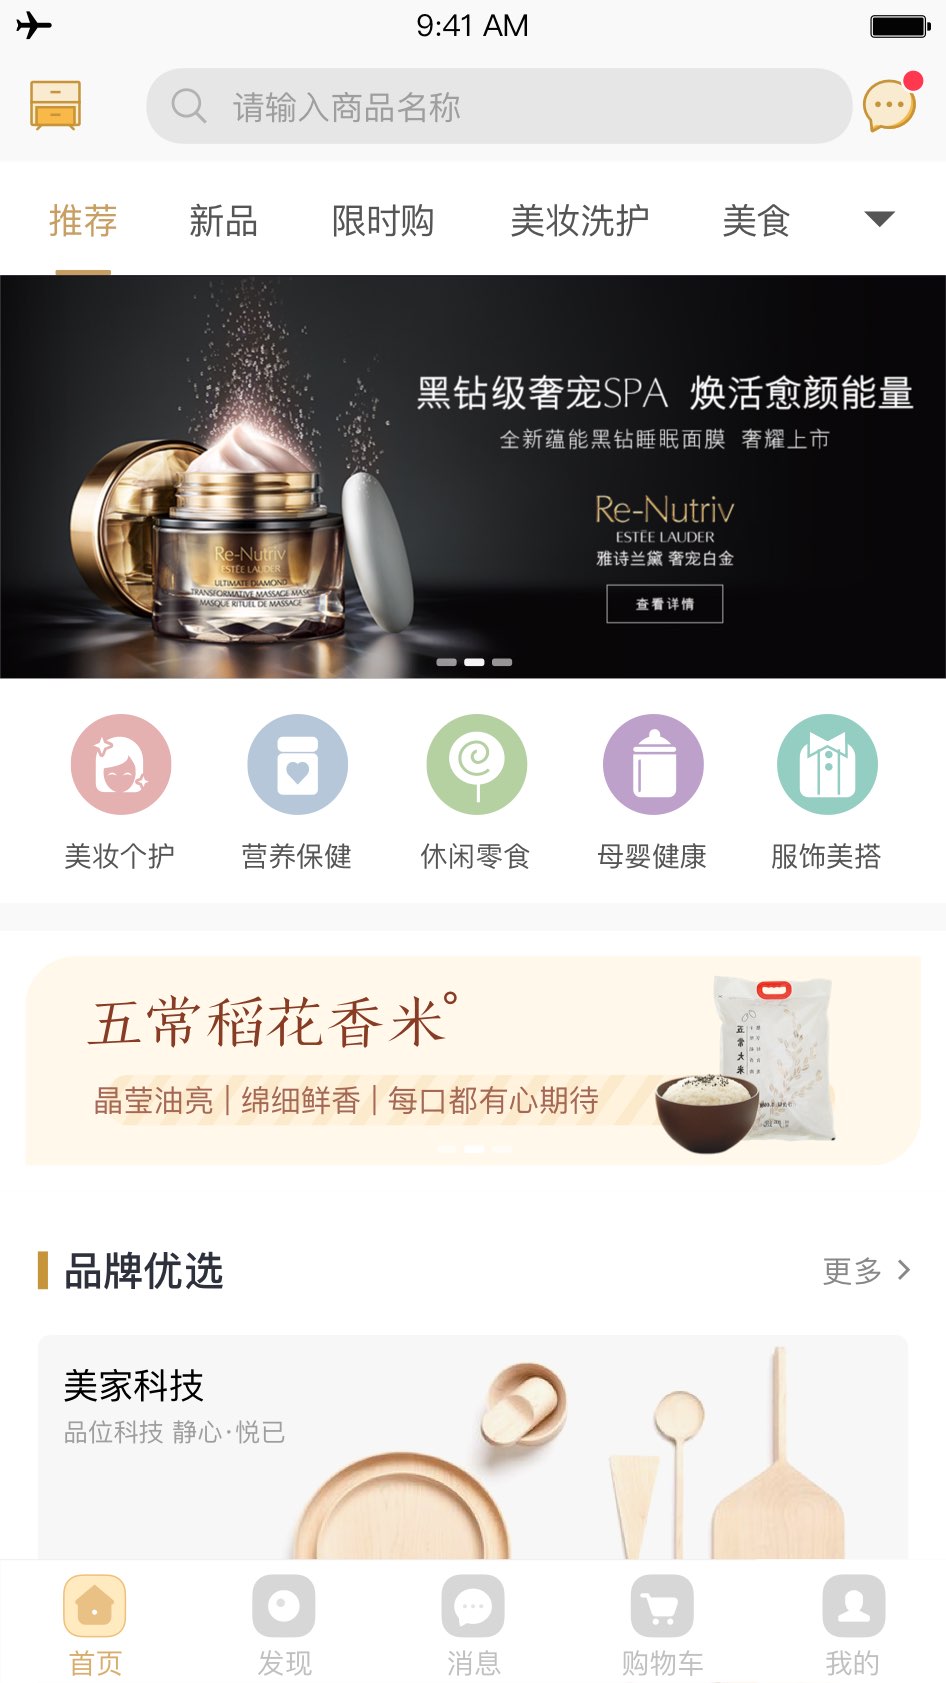 9:41 AM
请输入商品名称
推荐 新品 限时购 美妆洗护 美食
黑钻级奢宠SPA 焕活愈颜能量
全新蕴能黑钻睡眠面膜 奢耀上市
Re-Nutriv
ESTĒE LAUDER
雅诗兰黛 奢宠白金
查看详情
Re-Nutriv
ESTĒE LAUDER
ULTIMATE DIAMOND
TRANSFORMATIVE MASSAGE MASK
MASQUE RITUEL DE MASSAGE
美妆个护 营养保健 休闲零食 母婴健康 服饰美搭
五常稻花香米°
晶莹油亮 | 绵细鲜香 | 每口都有心期待
五常大米
品牌优选
更多
美家科技
品位科技 静心·悦已
首页 发现 消息 购物车 我的